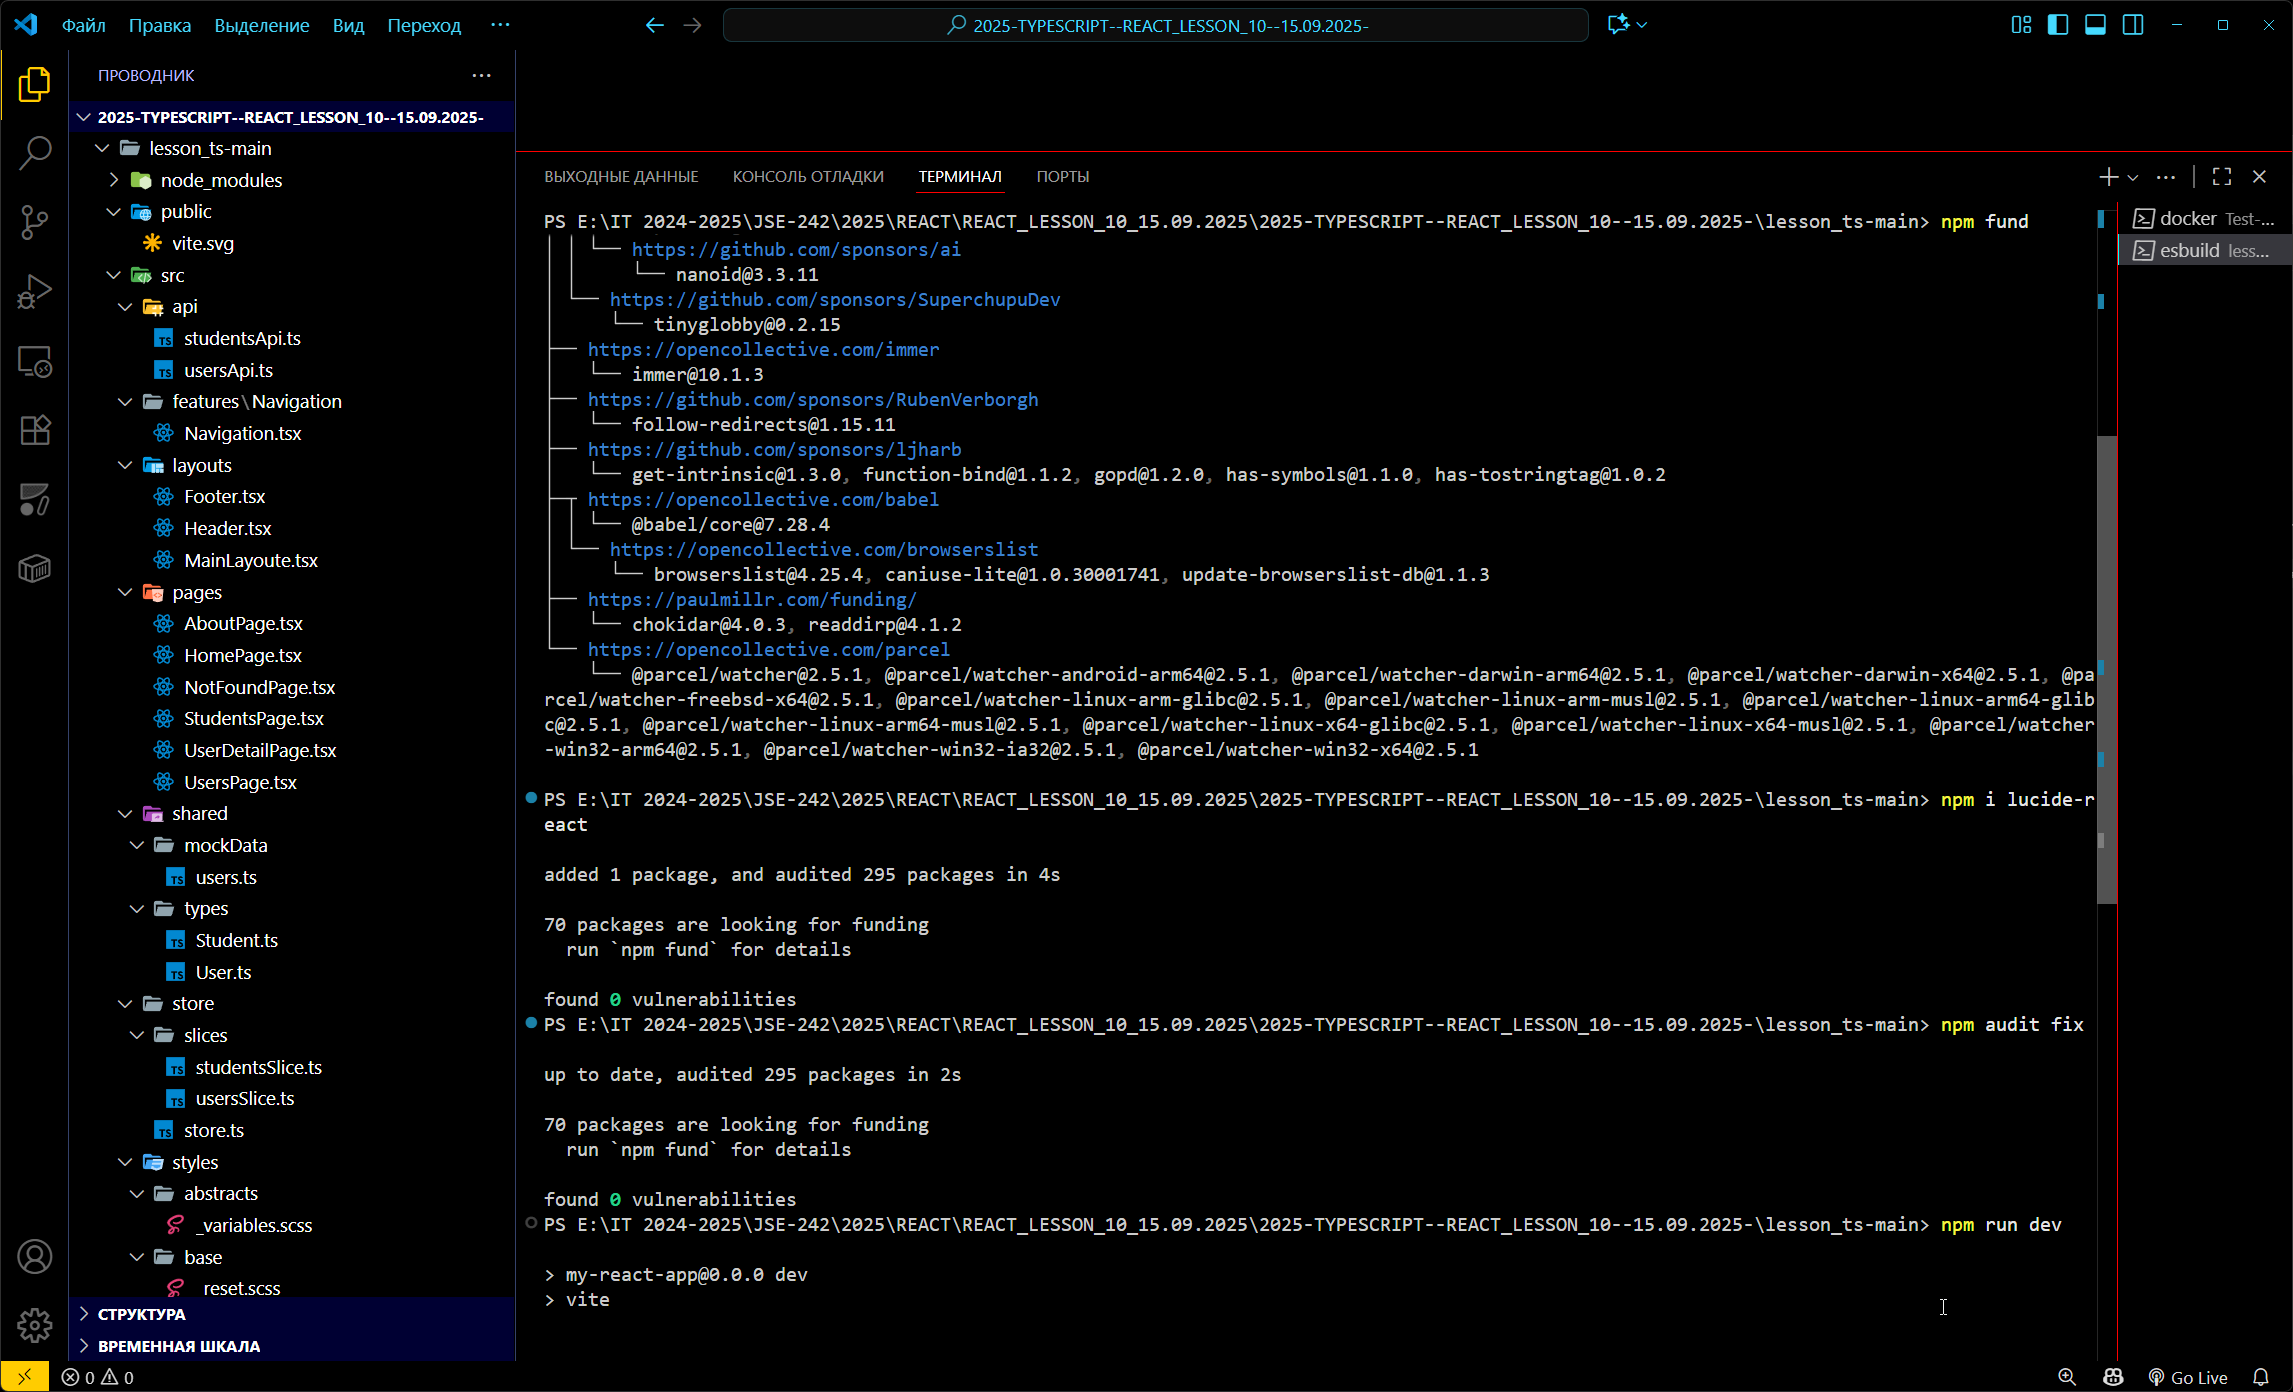 Файл Правка Выделение Вид Переход ···
2025-TYPESCRIPT--REACT_LESSON_10--15.09.2025-
ПРОВОДНИК
2025-TYPESCRIPT--REACT_LESSON_10--15.09.2025-
lesson_ts-main
node_modules
public
vite.svg
src
api
studentsApi.ts
usersApi.ts
features\Navigation
Navigation.tsx
layouts
Footer.tsx
Header.tsx
MainLayoute.tsx
pages
AboutPage.tsx
HomePage.tsx
NotFoundPage.tsx
StudentsPage.tsx
UserDetailPage.tsx
UsersPage.tsx
shared
mockData
users.ts
types
Student.ts
User.ts
store
slices
studentsSlice.ts
usersSlice.ts
store.ts
styles
abstracts
_variables.scss
base
_reset.scss
СТРУКТУРА
ВРЕМЕННАЯ ШКАЛА
ВЫХОДНЫЕ ДАННЫЕ КОНСОЛЬ ОТЛАДКИ ТЕРМИНАЛ ПОРТЫ
PS E:\IT 2024-2025\JSE-242\2025\REACT\REACT_LESSON_10_15.09.2025\2025-TYPESCRIPT--REACT_LESSON_10--15.09.2025-\lesson_ts-main> npm fund
https://github.com/sponsors/ai
nanoid@3.3.11
https://github.com/sponsors/SuperchupuDev
tinyglobby@0.2.15
https://opencollective.com/immer
immer@10.1.3
https://github.com/sponsors/RubenVerborgh
follow-redirects@1.15.11
https://github.com/sponsors/ljharb
get-intrinsic@1.3.0, function-bind@1.1.2, gopd@1.2.0, has-symbols@1.1.0, has-tostringtag@1.0.2
https://opencollective.com/babel
@babel/core@7.28.4
https://opencollective.com/browserslist
browserslist@4.25.4, caniuse-lite@1.0.30001741, update-browserslist-db@1.1.3
https://paulmillr.com/funding/
chokidar@4.0.3, readdirp@4.1.2
https://opencollective.com/parcel
@parcel/watcher@2.5.1, @parcel/watcher-android-arm64@2.5.1, @parcel/watcher-darwin-arm64@2.5.1, @parcel/watcher-darwin-x64@2.5.1, @pa
rcel/watcher-freebsd-x64@2.5.1, @parcel/watcher-linux-arm-glibc@2.5.1, @parcel/watcher-linux-arm-musl@2.5.1, @parcel/watcher-linux-arm64-glib
c@2.5.1, @parcel/watcher-linux-arm64-musl@2.5.1, @parcel/watcher-linux-x64-glibc@2.5.1, @parcel/watcher-linux-x64-musl@2.5.1, @parcel/watcher
-win32-arm64@2.5.1, @parcel/watcher-win32-ia32@2.5.1, @parcel/watcher-win32-x64@2.5.1
PS E:\IT 2024-2025\JSE-242\2025\REACT\REACT_LESSON_10_15.09.2025\2025-TYPESCRIPT--REACT_LESSON_10--15.09.2025-\lesson_ts-main> npm i lucide-r
eact
added 1 package, and audited 295 packages in 4s
70 packages are looking for funding
run `npm fund` for details
found 0 vulnerabilities
PS E:\IT 2024-2025\JSE-242\2025\REACT\REACT_LESSON_10_15.09.2025\2025-TYPESCRIPT--REACT_LESSON_10--15.09.2025-\lesson_ts-main> npm audit fix
up to date, audited 295 packages in 2s
70 packages are looking for funding
run `npm fund` for details
found 0 vulnerabilities
PS E:\IT 2024-2025\JSE-242\2025\REACT\REACT_LESSON_10_15.09.2025\2025-TYPESCRIPT--REACT_LESSON_10--15.09.2025-\lesson_ts-main> npm run dev
> my-react-app@0.0.0 dev
> vite
docker Test-...
esbuild less...
0 0
Go Live